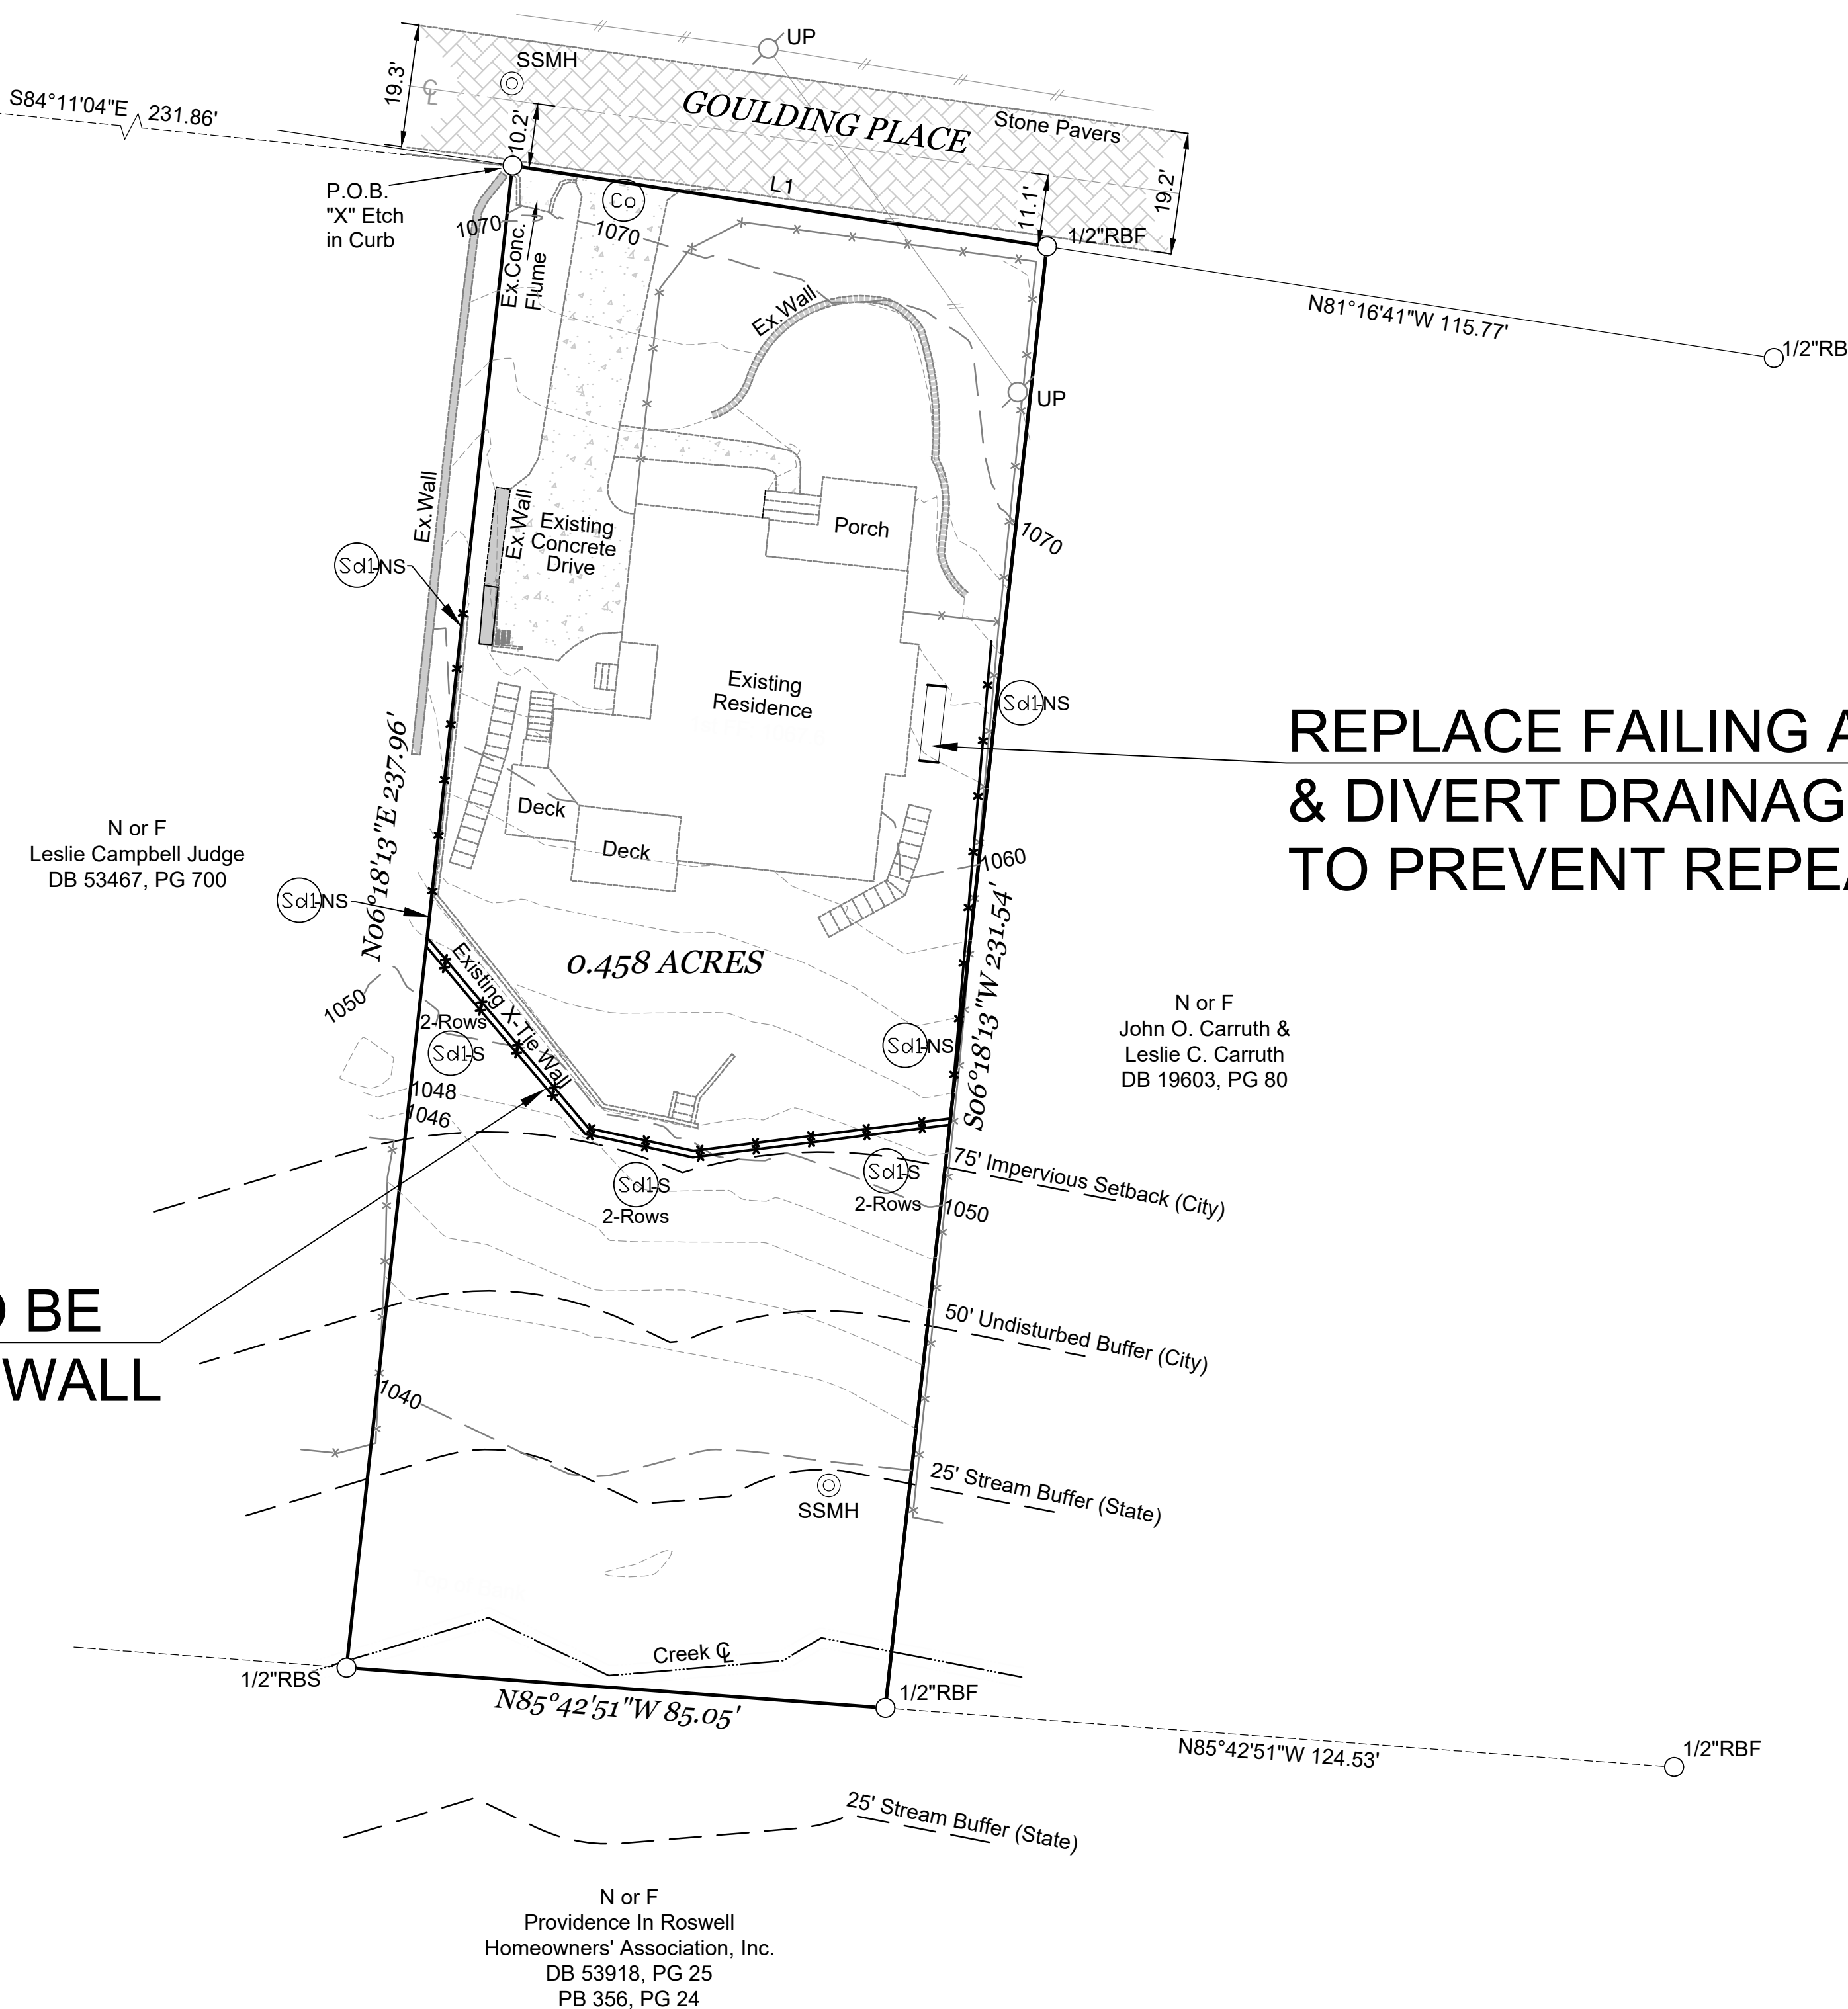 UP
SSMH
19.3'
C L
S84°11'04"E 231.86'
10.2'
GOULDING PLACE
Stone Pavers
19.2'
11.1'
L1
P.O.B.
"X" Etch
in Curb
Co
1070
1070
1/2"RBF
Ex.Conc.
Flume
N81°16'41"W 115.77'
1/2"RB
Ex.Wall
UP
Ex.Wall
Ex.Wall
Existing
Concrete
Drive
Porch
1070
Sd1-NS
Existing
Residence
Sd1-NS
REPLACE FAILING A
& DIVERT DRAINAG
TO PREVENT REPEA
N06°18'13"E 237.96'
Deck
Deck
N or F
Leslie Campbell Judge
DB 53467, PG 700
1060
Sd1-NS
S06°18'13"W 231.54'
0.458 ACRES
Existing X-Tie Wall
1050
2-Rows
Sd1-S
Sd1-NS
N or F
John O. Carruth &
Leslie C. Carruth
DB 19603, PG 80
1048
1046
75' Impervious Setback (City)
Sd1-S
2-Rows
Sd1-S
2-Rows
1050
O BE
WALL
50' Undisturbed Buffer (City)
1040
25' Stream Buffer (State)
SSMH
Creek C L
1/2"RBS
N85°42'51"W 85.05'
1/2"RBF
N85°42'51"W 124.53'
1/2"RBF
25' Stream Buffer (State)
N or F
Providence In Roswell
Homeowners' Association, Inc.
DB 53918, PG 25
PB 356, PG 24